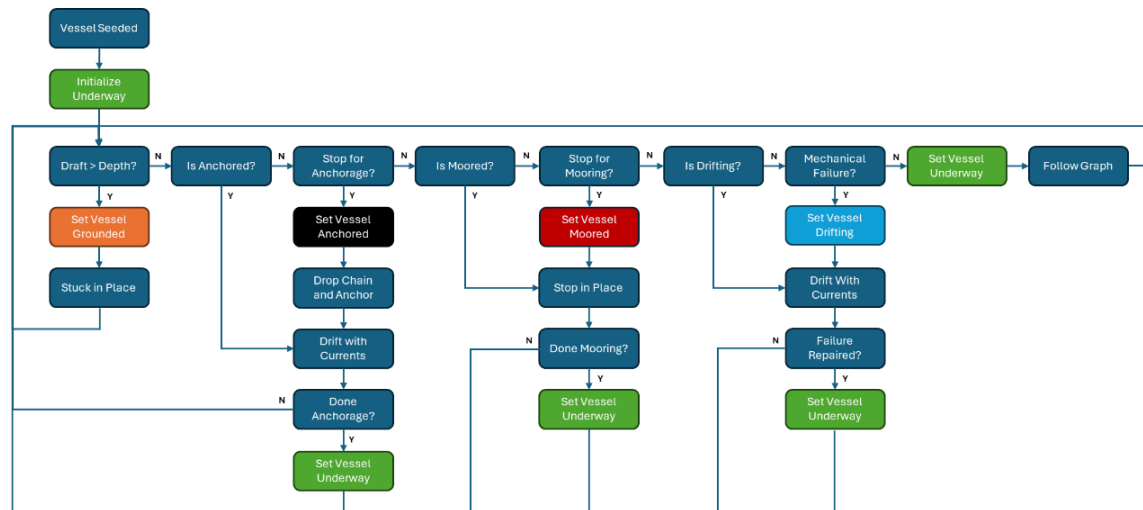 Vessel Seeded
Initialize
Underway
Draft > Depth?
N
Is Anchored?
N
Stop for
Anchorage?
N
Is Moored?
N
Stop for
Mooring?
N
Is Drifting?
N
Mechanical
Failure?
N
Set Vessel
Underway
Follow Graph
Y
Y
Y
Y
Y
Y
Y
Set Vessel
Grounded
Set Vessel
Anchored
Set Vessel
Moored
Set Vessel
Drifting
Stuck in Place
Drop Chain
and Anchor
Stop in Place
Drift With
Currents
Drift with
Currents
N
Done Mooring?
N
Failure
Repaired?
Y
Y
N
Done
Anchorage?
Set Vessel
Underway
Set Vessel
Underway
Y
Set Vessel
Underway